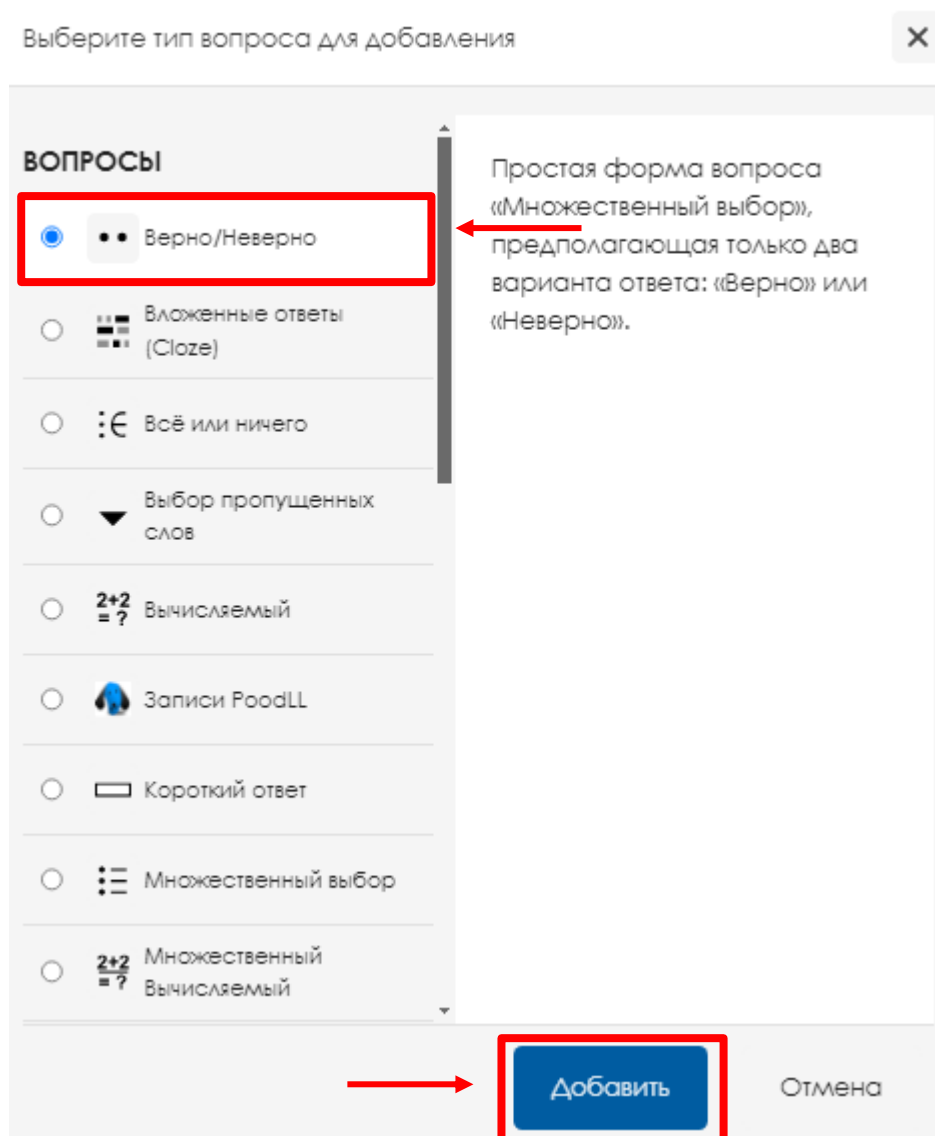 Выберите тип вопроса для добавления
ВОПРОСЫ
Верно/Неверно
Вложенные ответы
(Cloze)
Всё или ничего
Выбор пропущенных
слов
2+2
= ?
Вычисляемый
Записи PoodLL
Короткий ответ
Множественный выбор
2+2
= ?
Множественный
Вычисляемый
Простая форма вопроса
«Множественный выбор»,
предполагающая только два
варианта ответа: «Верно» или
«Неверно».
Добавить
Отмена